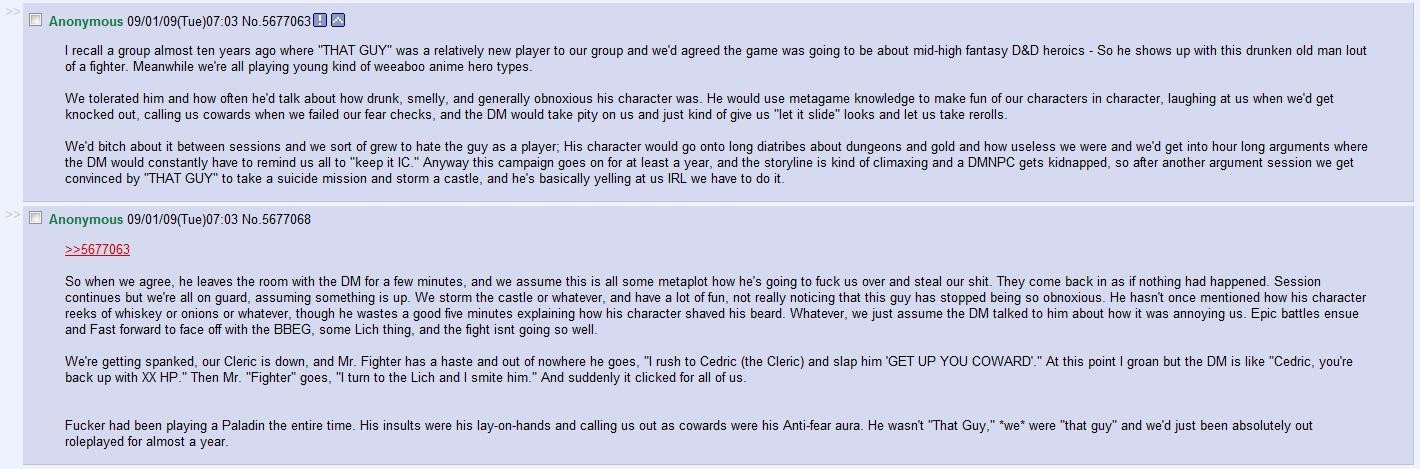 >>
Anonymous 09/01/09(Tue)07:03 No.5677063
I recall a group almost ten years ago where "THAT GUY" was a relatively new player to our group and we'd agreed the game was going to be about mid-high fantasy D&D heroics - So he shows up with this drunken old man lout
of a fighter. Meanwhile we're all playing young kind of weeaboo anime hero types.
We tolerated him and how often he'd talk about how drunk, smelly, and generally obnoxious his character was. He would use metagame knowledge to make fun of our characters in character, laughing at us when we'd get
knocked out, calling us cowards when we failed our fear checks, and the DM would take pity on us and just kind of give us "let it slide" looks and let us take rerolls.
We'd bitch about it between sessions and we sort of grew to hate the guy as a player; His character would go onto long diatribes about dungeons and gold and how useless we were and we'd get into hour long arguments where
the DM would constantly have to remind us all to "keep it IC." Anyway this campaign goes on for at least a year, and the storyline is kind of climaxing and a DMNPC gets kidnapped, so after another argument session we get
convinced by "THAT GUY" to take a suicide mission and storm a castle, and he's basically yelling at us IRL we have to do it.
>>
Anonymous 09/01/09(Tue)07:03 No.5677068
>>5677063
So when we agree, he leaves the room with the DM for a few minutes, and we assume this is all some metaplot how he's going to fuck us over and steal our shit. They come back in as if nothing had happened. Session
continues but we're all on guard, assuming something is up. We storm the castle or whatever, and have a lot of fun, not really noticing that this guy has stopped being so obnoxious. He hasn't once mentioned how his character
reeks of whiskey or onions or whatever, though he wastes a good five minutes explaining how his character shaved his beard. Whatever, we just assume the DM talked to him about how it was annoying us. Epic battles ensue
and Fast forward to face off with the BBEG, some Lich thing, and the fight isnt going so well.
We're getting spanked, our Cleric is down, and Mr. Fighter has a haste and out of nowhere he goes, "I rush to Cedric (the Cleric) and slap him 'GET UP YOU COWARD'." At this point I groan but the DM is like "Cedric, you're
back up with XX HP." Then Mr. "Fighter" goes, "I turn to the Lich and I smite him." And suddenly it clicked for all of us.
Fucker had been playing a Paladin the entire time. His insults were his lay-on-hands and calling us out as cowards were his Anti-fear aura. He wasn't "That Guy," *we* were "that guy" and we'd just been absolutely out
roleplayed for almost a year.